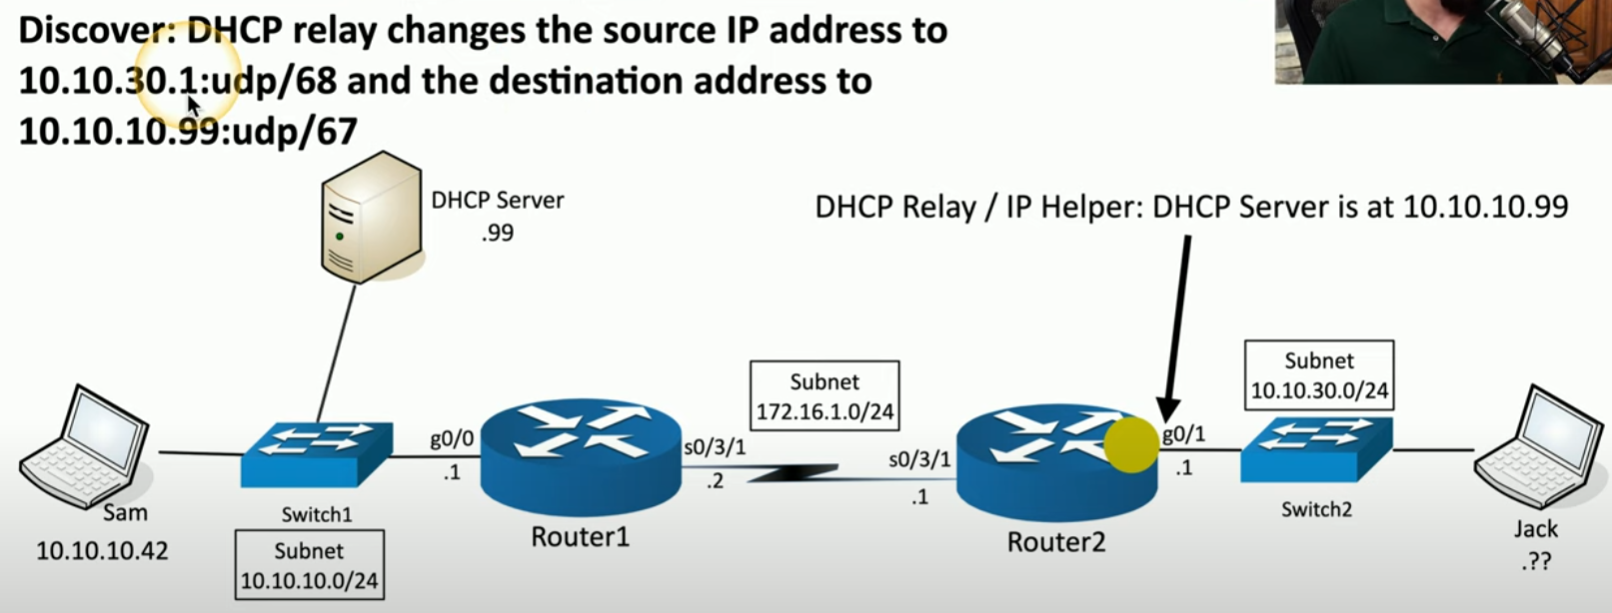 Discover: DHCP relay changes the source IP address to
10.10.30.1:udp/68 and the destination address to
10.10.10.99:udp/67
DHCP Server
.99
DHCP Relay / IP Helper: DHCP Server is at 10.10.10.99
Subnet
172.16.1.0/24
Subnet
10.10.30.0/24
g0/0
.1
s0/3/1
.2
s0/3/1
.1
g0/1
.1
Sam
10.10.10.42
Switch1
Subnet
10.10.10.0/24
Router1
Router2
Switch2
Jack
.??